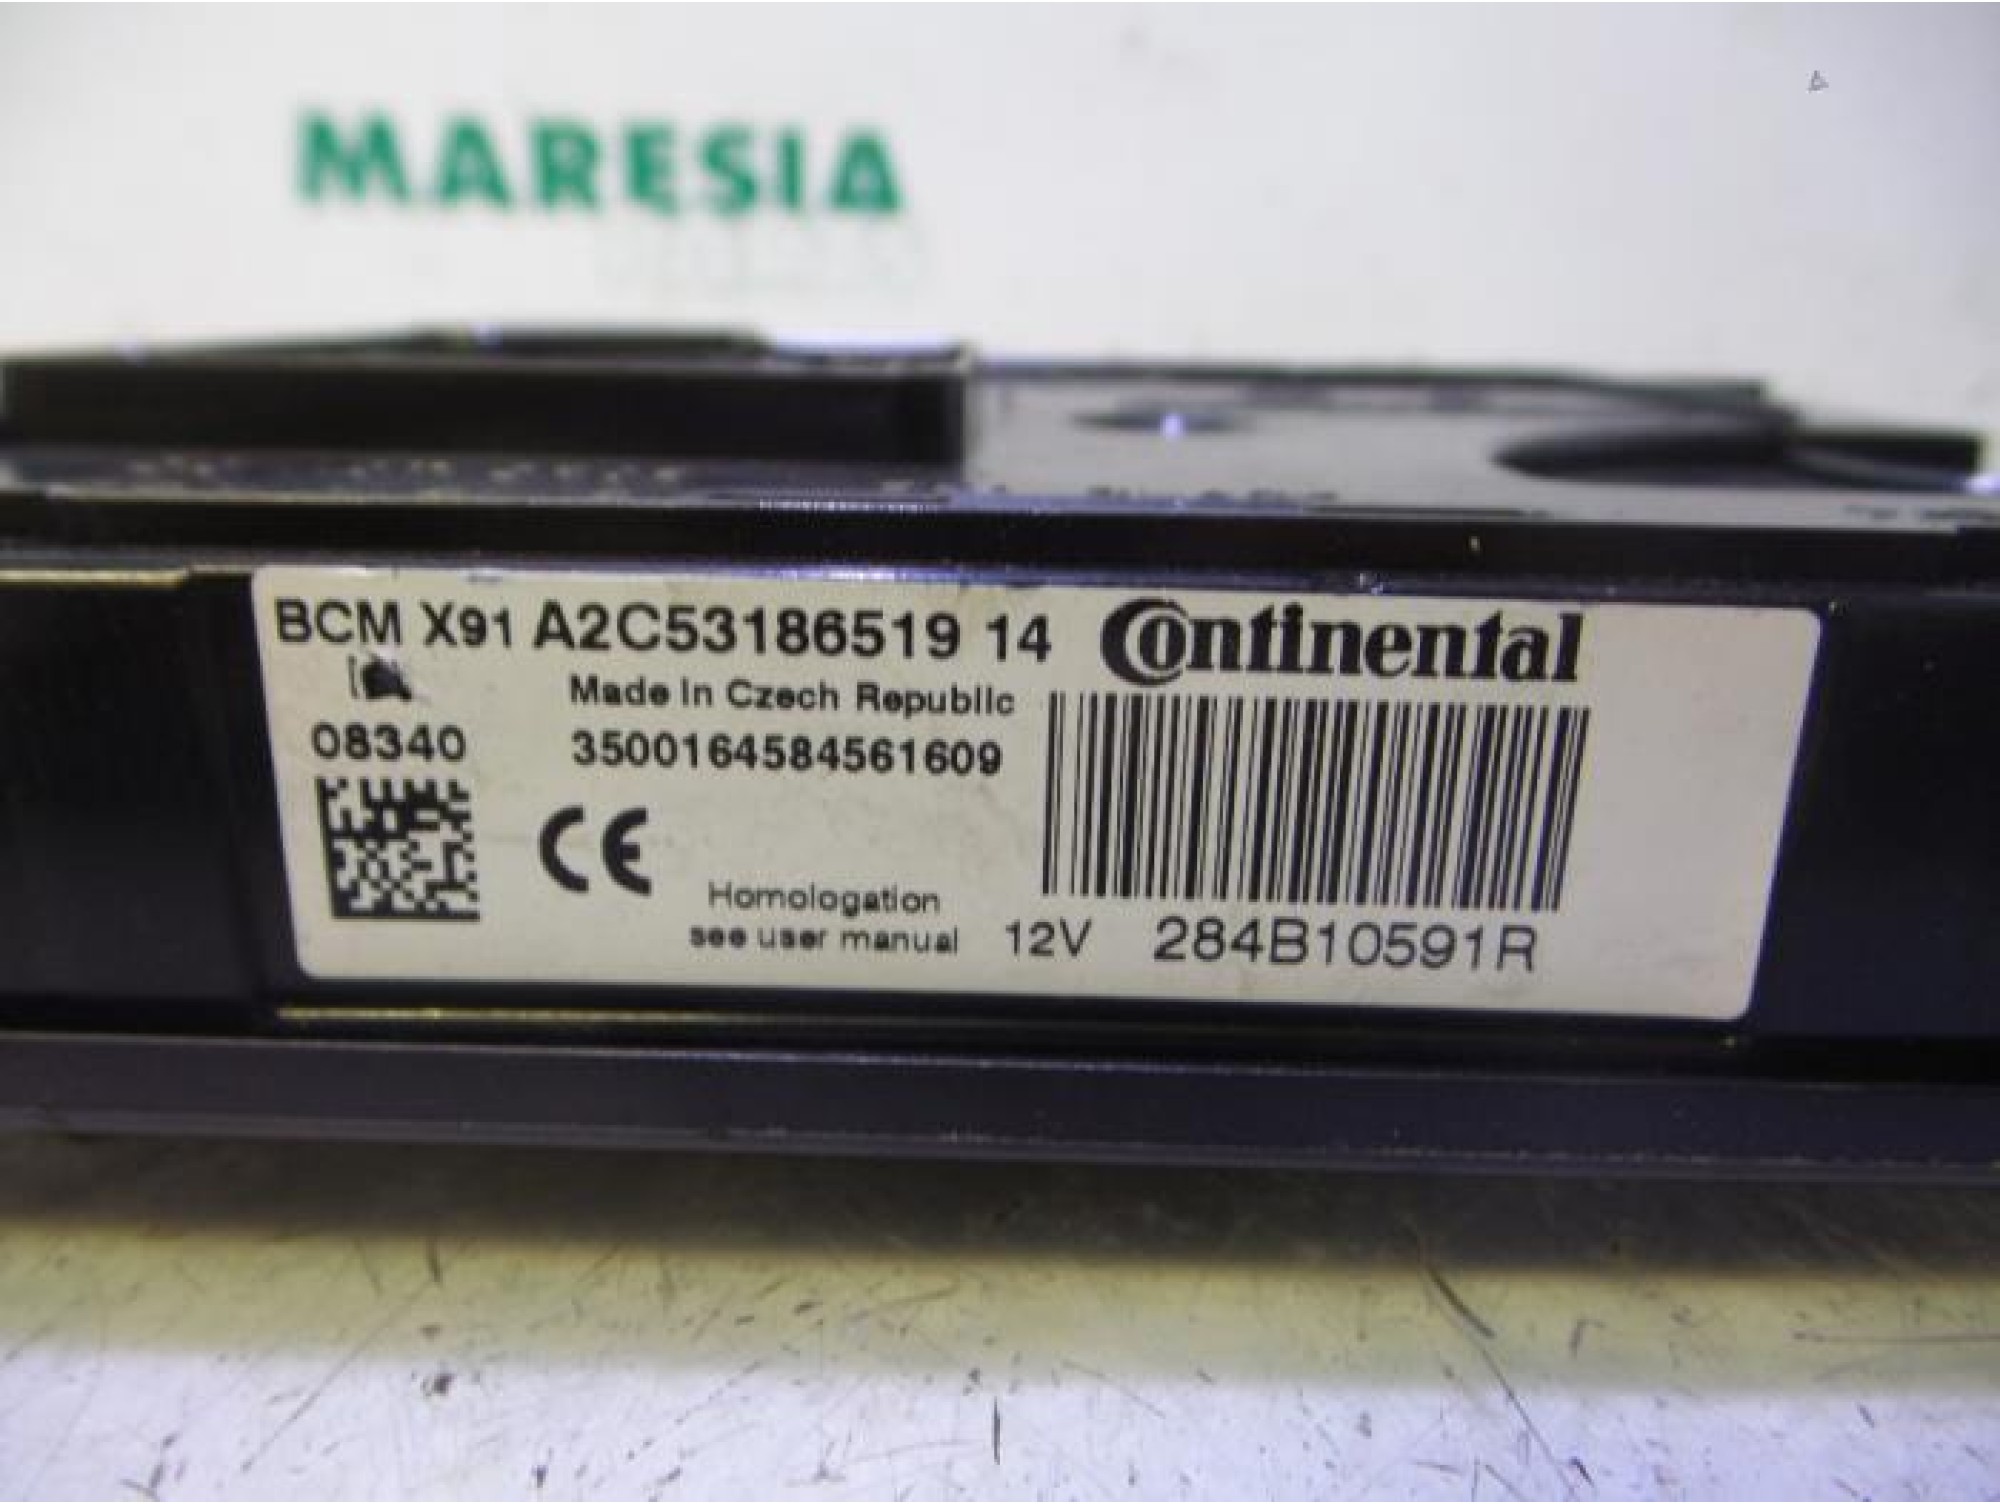 MARESIA
BCM X91 A2C53186519 14 Continental
Made in Czech Republic
08340 3500164584561609
CE
Homologation
see user manual 12V 284B10591R